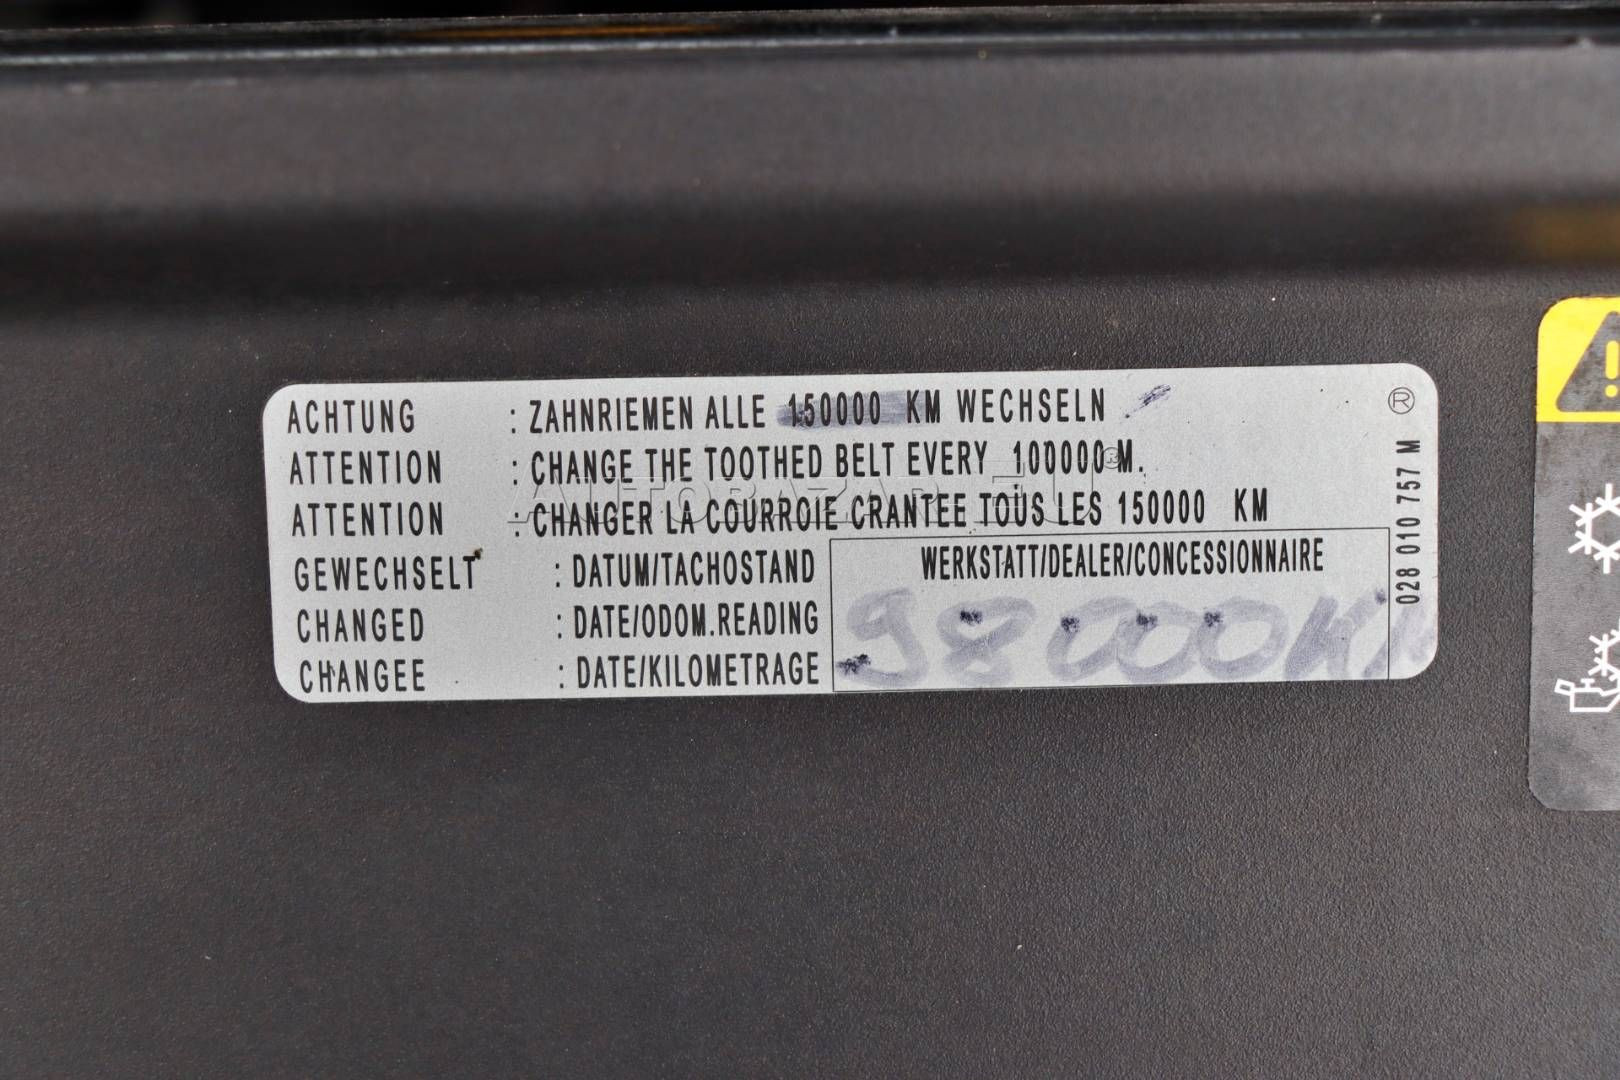 ACHTUNG : ZAHNRIEMEN ALLE 150000 KM WECHSELN ®
ATTENTION : CHANGE THE TOOTHED BELT EVERY 100000 M.
AUTOBAZAR.EU®
ATTENTION : CHANGER LA COURROIE CRANTEE TOUS LES 150000 KM
GEWECHSELT : DATUM/TACHOSTAND WERKSTATT/DEALER/CONCESSIONNAIRE
CHANGED : DATE/ODOM.READING
98000KM
CHANGEE : DATE/KILOMETRAGE
028 010 757 M